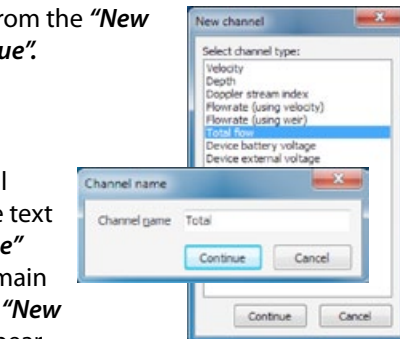 rom the “New
ue”.
e text
e”
main
“New
New channel
Select channel type:
Velocity
Depth
Doppler stream index
Flowrate (using velocity)
Flowrate (using weir)
Total flow
Device battery voltage
Device external voltage
Channel name
Channel name Total
Continue Cancel
Continue Cancel